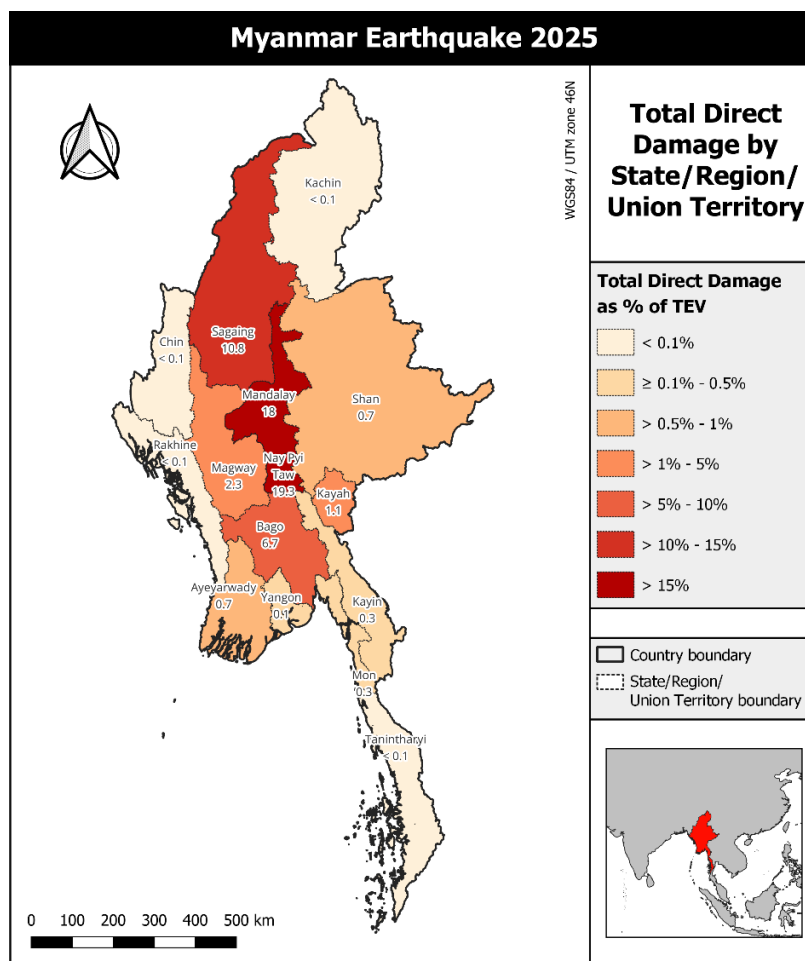 Myanmar Earthquake 2025
WGS84 / UTM zone 46N
Kachin
< 0.1
Sagaing
10.8
Chin
< 0.1
Mandalay
18
Shan
0.7
Rakhine
< 0.1
Magway
2.3
Nay Pyi
Taw
19.3
Kayah
1.1
Bago
6.7
Ayeyarwady
0.7
Yangon
0.1
Kayin
0.3
Mon
0.3
Tanintharyi
< 0.1
0 100 200 300 400 500 km
Total Direct
Damage by
State/Region/
Union Territory
Total Direct Damage
as % of TEV
< 0.1%
≥ 0.1% - 0.5%
> 0.5% - 1%
> 1% - 5%
> 5% - 10%
> 10% - 15%
> 15%
Country boundary
State/Region/
Union Territory boundary